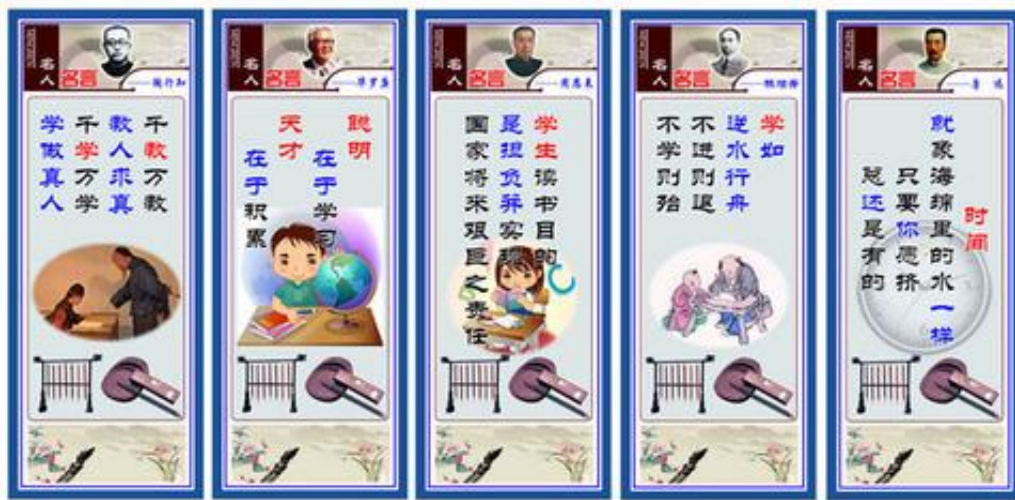 名人
名言
——陶行知
千教万教
教人求真
千学万学
学做真人
名人
名言
——华罗庚
聪明
在于学习
天才
在于积累
名人
名言
——周恩来
学生读书目的
是担负并实现
国家将来艰巨之责任
名人
名言
学如
逆水行舟
不进则退
不学则殆
名人
名言
——鲁 迅
时间
就象海绵里的水一样
只要你愿挤
总还是有的